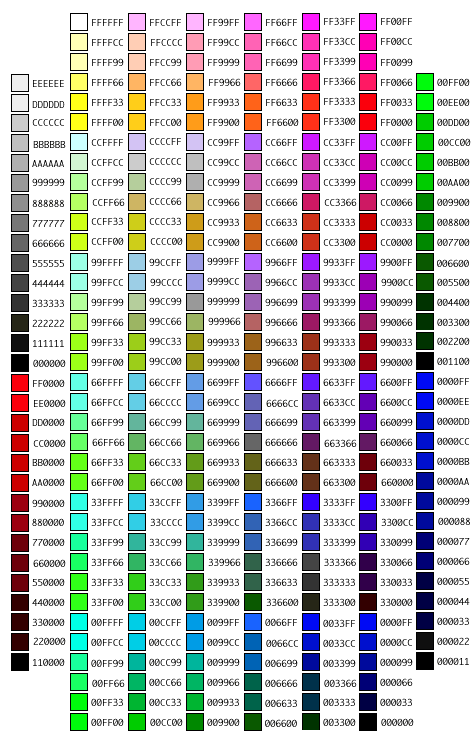 FFFFFF FFCCFF FF99FF FF66FF FF33FF FF00FF
FFFFCC FFCCCC FF99CC FF66CC FF33CC FF00CC
FFFF99 FFCC99 FF9999 FF6699 FF3399 FF0099
EEEEEE FFFF66 FFCC66 FF9966 FF6666 FF3366 FF0066 00FF00
DDDDDD FFFF33 FFCC33 FF9933 FF6633 FF3333 FF0033 00EE00
CCCCCC FFFF00 FFCC00 FF9900 FF6600 FF3300 FF0000 00DD00
BBBBBB CCFFFF CCCCFF CC99FF CC66FF CC33FF CC00FF 00CC00
AAAAAA CCFFCC CCCCCC CC99CC CC66CC CC33CC CC00CC 00BB00
999999 CCFF99 CCCC99 CC9999 CC6699 CC3399 CC0099 00AA00
888888 CCFF66 CCCC66 CC9966 CC6666 CC3366 CC0066 009900
777777 CCFF33 CCCC33 CC9933 CC6633 CC3333 CC0033 008800
666666 CCFF00 CCCC00 CC9900 CC6600 CC3300 CC0000 007700
555555 99FFFF 99CCFF 9999FF 9966FF 9933FF 9900FF 006600
444444 99FFCC 99CCCC 9999CC 9966CC 9933CC 9900CC 005500
333333 99FF99 99CC99 999999 996699 993399 990099 004400
222222 99FF66 99CC66 999966 996666 993366 990066 003300
111111 99FF33 99CC33 999933 996633 993333 990033 002200
000000 99FF00 99CC00 999900 996600 993300 990000 001100
FF0000 66FFFF 66CCFF 6699FF 6666FF 6633FF 6600FF 0000FF
EE0000 66FFCC 66CCCC 6699CC 6666CC 6633CC 6600CC 0000EE
DD0000 66FF99 66CC99 669999 666699 663399 660099 0000DD
CC0000 66FF66 66CC66 669966 666666 663366 660066 0000CC
BB0000 66FF33 66CC33 669933 666633 663333 660033 0000BB
AA0000 66FF00 66CC00 669900 666600 663300 660000 0000AA
990000 33FFFF 33CCFF 3399FF 3366FF 3333FF 3300FF 000099
880000 33FFCC 33CCCC 3399CC 3366CC 3333CC 3300CC 000088
770000 33FF99 33CC99 339999 336699 333399 330099 000077
660000 33FF66 33CC66 339966 336666 333366 330066 000066
550000 33FF33 33CC33 339933 336633 333333 330033 000055
440000 33FF00 33CC00 339900 336600 333300 330000 000044
330000 00FFFF 00CCFF 0099FF 0066FF 0033FF 0000FF 000033
220000 00FFCC 00CCCC 0099CC 0066CC 0033CC 0000CC 000022
110000 00FF99 00CC99 009999 006699 003399 000099 000011
00FF66 00CC66 009966 006666 003366 000066
00FF33 00CC33 009933 006633 003333 000033
00FF00 00CC00 009900 006600 003300 000000